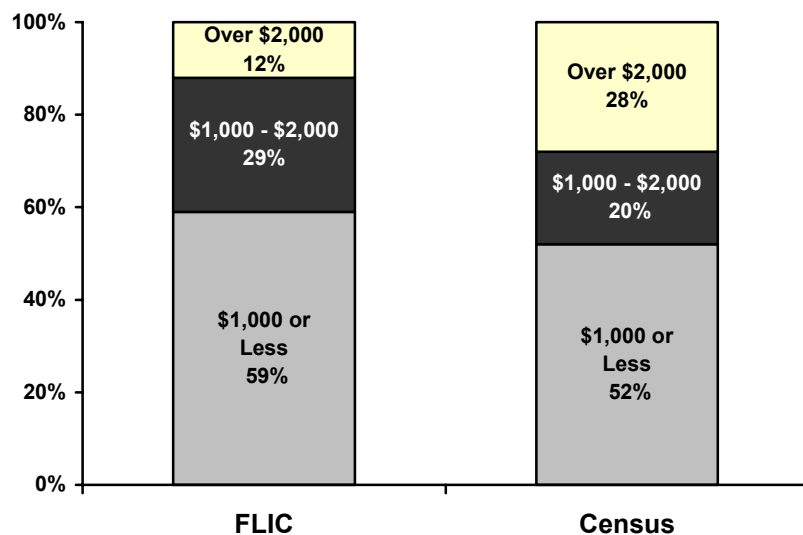 100%
80%
60%
40%
20%
0%
Over $2,000
12%
$1,000 - $2,000
29%
$1,000 or
Less
59%
Over $2,000
28%
$1,000 - $2,000
20%
$1,000 or
Less
52%
FLIC
Census